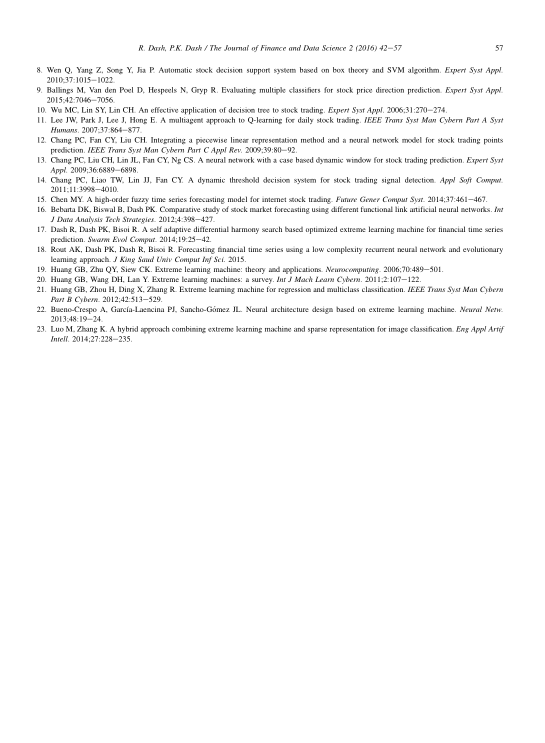 R. Dash, P.K. Dash / The Journal of Finance and Data Science 2 (2016) 42–57 57
8. Wen Q, Yang Z, Song Y, Jia P. Automatic stock decision support system based on box theory and SVM algorithm. Expert Syst Appl.
2010;37:1015–1022.
9. Ballings M, Van den Poel D, Hespeels N, Gryp R. Evaluating multiple classifiers for stock price direction prediction. Expert Syst Appl.
2015;42:7046–7056.
10. Wu MC, Lin SY, Lin CH. An effective application of decision tree to stock trading. Expert Syst Appl. 2006;31:270–274.
11. Lee JW, Park J, Lee J, Hong E. A multiagent approach to Q-learning for daily stock trading. IEEE Trans Syst Man Cybern Part A Syst
Humans. 2007;37:864–877.
12. Chang PC, Fan CY, Liu CH. Integrating a piecewise linear representation method and a neural network model for stock trading points
prediction. IEEE Trans Syst Man Cybern Part C Appl Rev. 2009;39:80–92.
13. Chang PC, Liu CH, Lin JL, Fan CY, Ng CS. A neural network with a case based dynamic window for stock trading prediction. Expert Syst
Appl. 2009;36:6889–6898.
14. Chang PC, Liao TW, Lin JJ, Fan CY. A dynamic threshold decision system for stock trading signal detection. Appl Soft Comput.
2011;11:3998–4010.
15. Chen MY. A high-order fuzzy time series forecasting model for internet stock trading. Future Gener Comput Syst. 2014;37:461–467.
16. Bebarta DK, Biswal B, Dash PK. Comparative study of stock market forecasting using different functional link artificial neural networks. Int
J Data Analysis Tech Strategies. 2012;4:398–427.
17. Dash R, Dash PK, Bisoi R. A self adaptive differential harmony search based optimized extreme learning machine for financial time series
prediction. Swarm Evol Comput. 2014;19:25–42.
18. Rout AK, Dash PK, Dash R, Bisoi R. Forecasting financial time series using a low complexity recurrent neural network and evolutionary
learning approach. J King Saud Univ Comput Inf Sci. 2015.
19. Huang GB, Zhu QY, Siew CK. Extreme learning machine: theory and applications. Neurocomputing. 2006;70:489–501.
20. Huang GB, Wang DH, Lan Y. Extreme learning machines: a survey. Int J Mach Learn Cybern. 2011;2:107–122.
21. Huang GB, Zhou H, Ding X, Zhang R. Extreme learning machine for regression and multiclass classification. IEEE Trans Syst Man Cybern
Part B Cybern. 2012;42:513–529.
22. Bueno-Crespo A, García-Laencina PJ, Sancho-Gómez JL. Neural architecture design based on extreme learning machine. Neural Netw.
2013;48:19–24.
23. Luo M, Zhang K. A hybrid approach combining extreme learning machine and sparse representation for image classification. Eng Appl Artif
Intell. 2014;27:228–235.